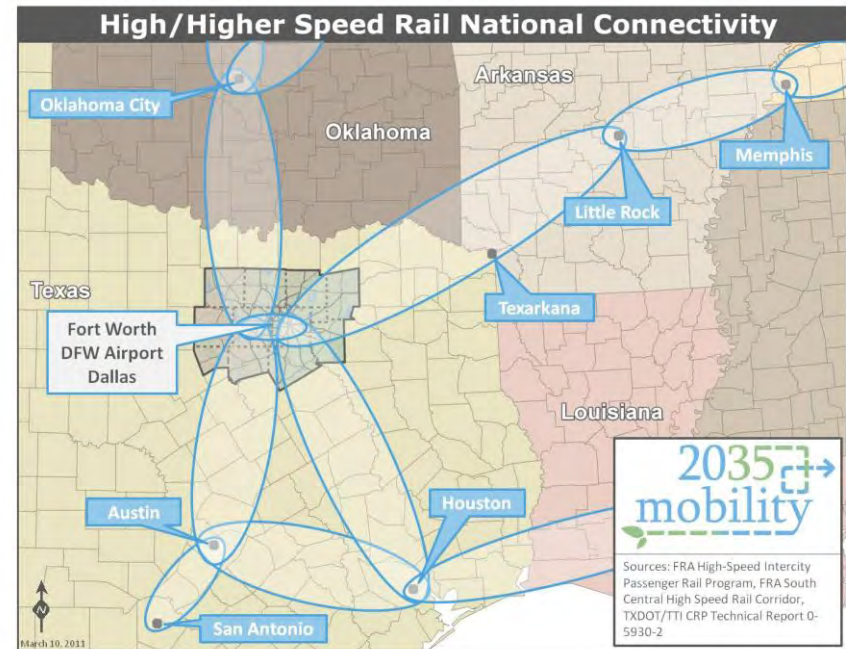 High/Higher Speed Rail National Connectivity
Arkansas
Oklahoma City
Oklahoma
Memphis
Little Rock
Texas
Texarkana
Fort Worth
DFW Airport
Dallas
Louisiana
2035
mobility
Austin
Houston
Sources: FRA High-Speed Intercity
Passenger Rail Program, FRA South
Central High Speed Rail Corridor,
TXDOT/TTI CRP Technical Report 0-
5930-2
N
San Antonio
March 10, 2011